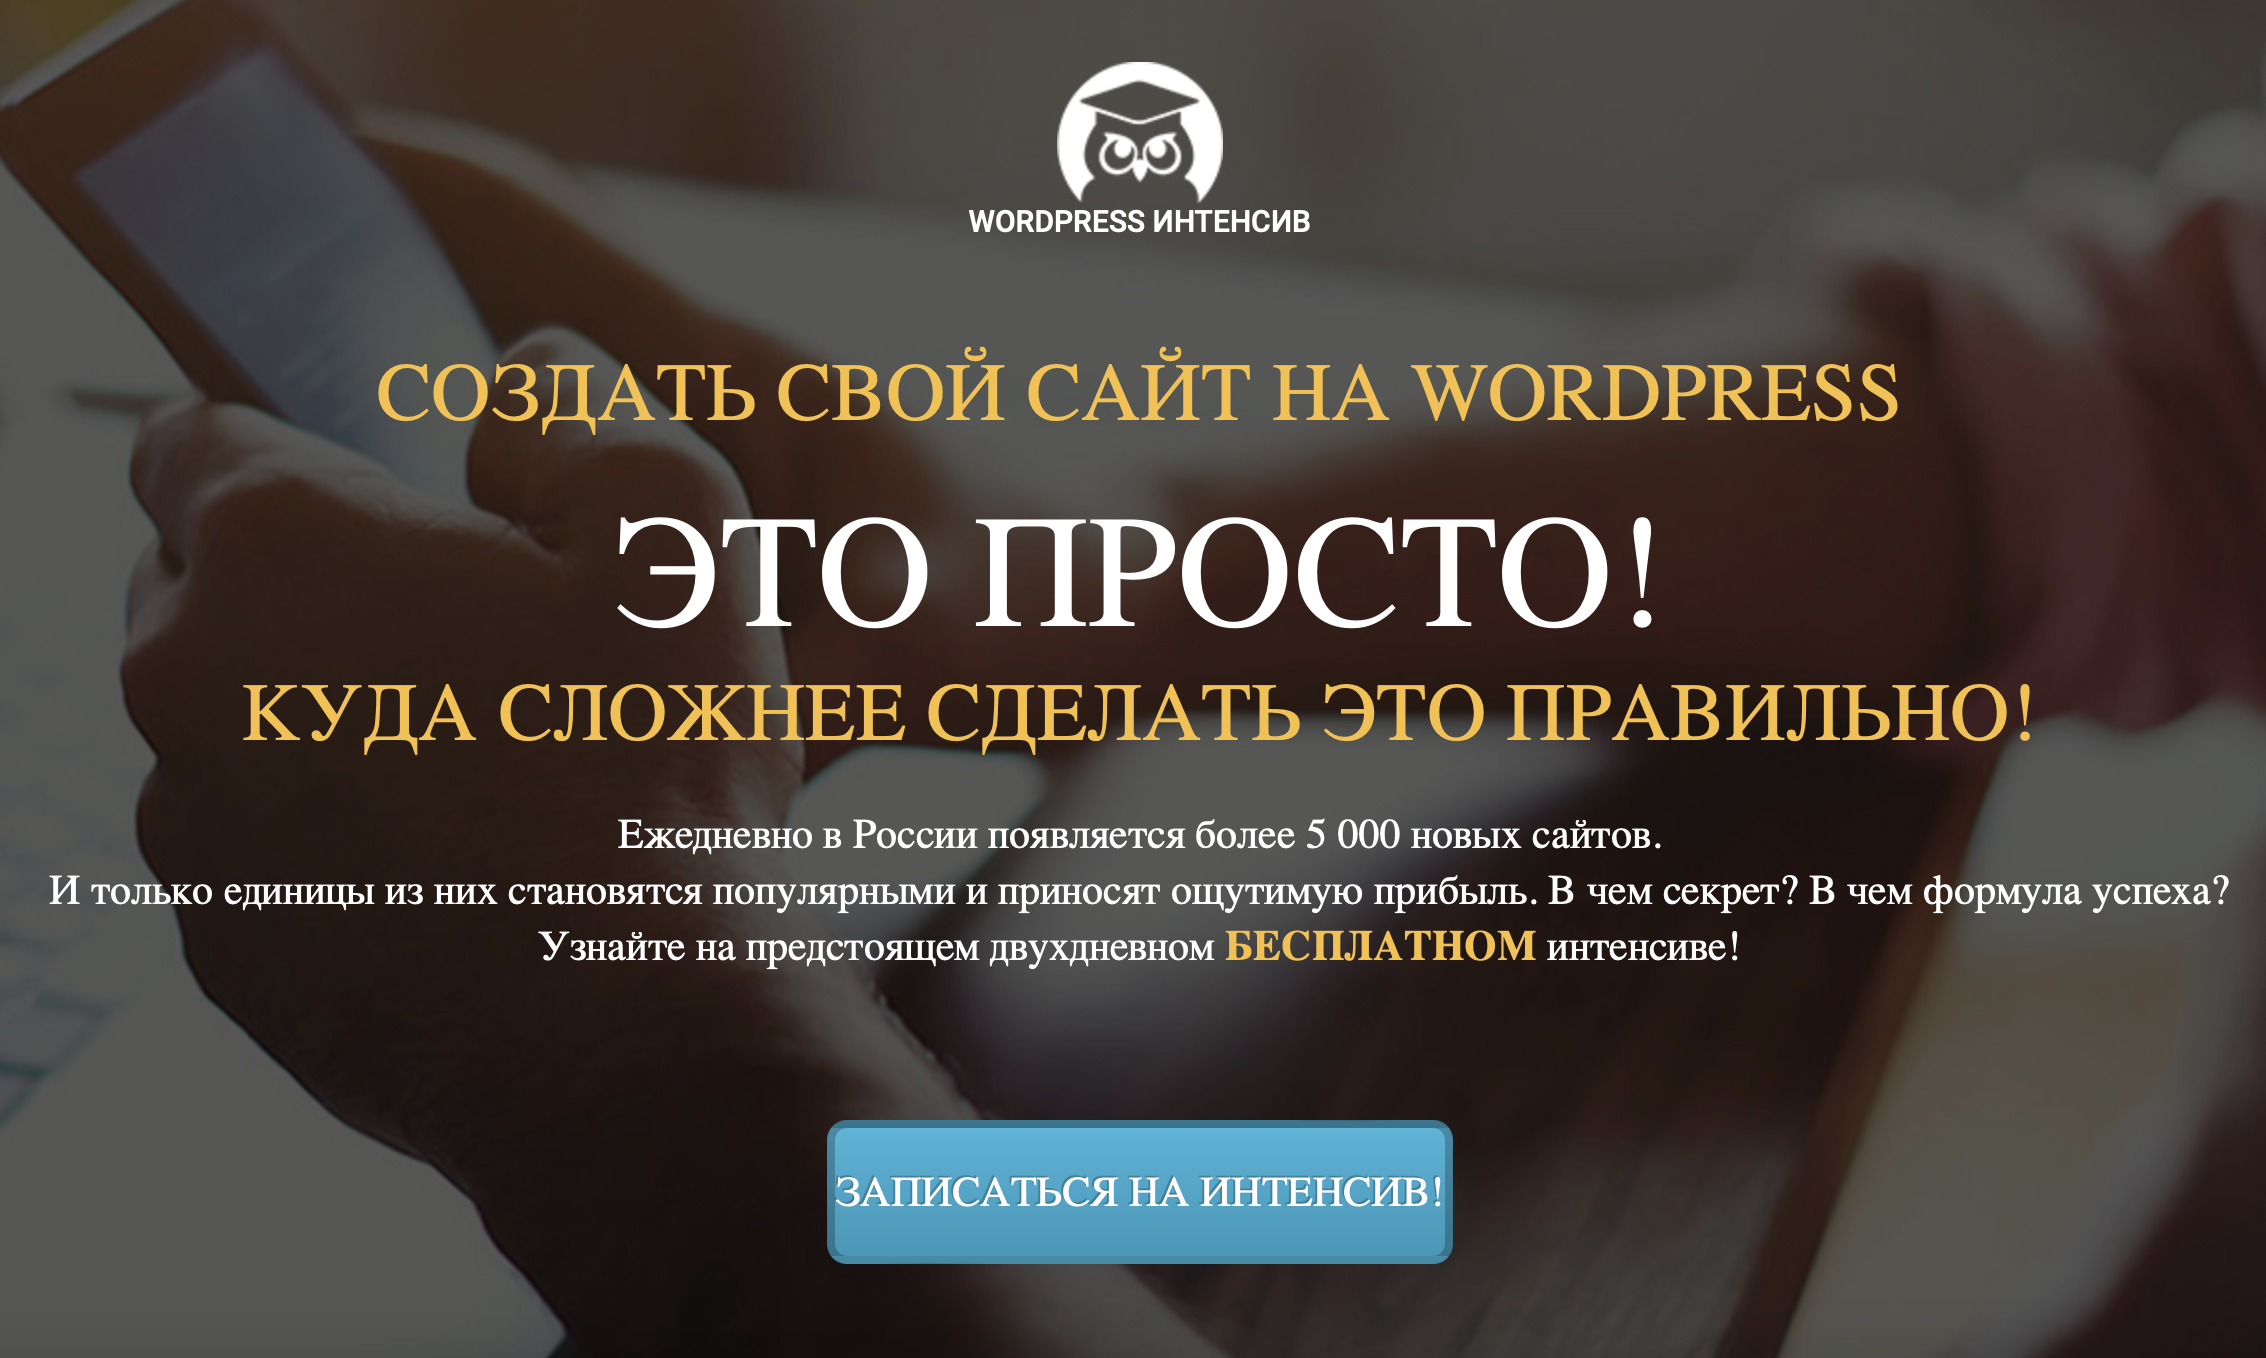 WORDPRESS ИНТЕНСИВ
СОЗДАТЬ СВОЙ САЙТ НА WORDPRESS
ЭТО ПРОСТО!
КУДА СЛОЖНЕЕ СДЕЛАТЬ ЭТО ПРАВИЛЬНО!
Ежедневно в России появляется более 5 000 новых сайтов.
И только единицы из них становятся популярными и приносят ощутимую прибыль. В чем секрет? В чем формула успеха?
Узнайте на предстоящем двухдневном БЕСПЛАТНОМ интенсиве!
ЗАПИСАТЬСЯ НА ИНТЕНСИВ!